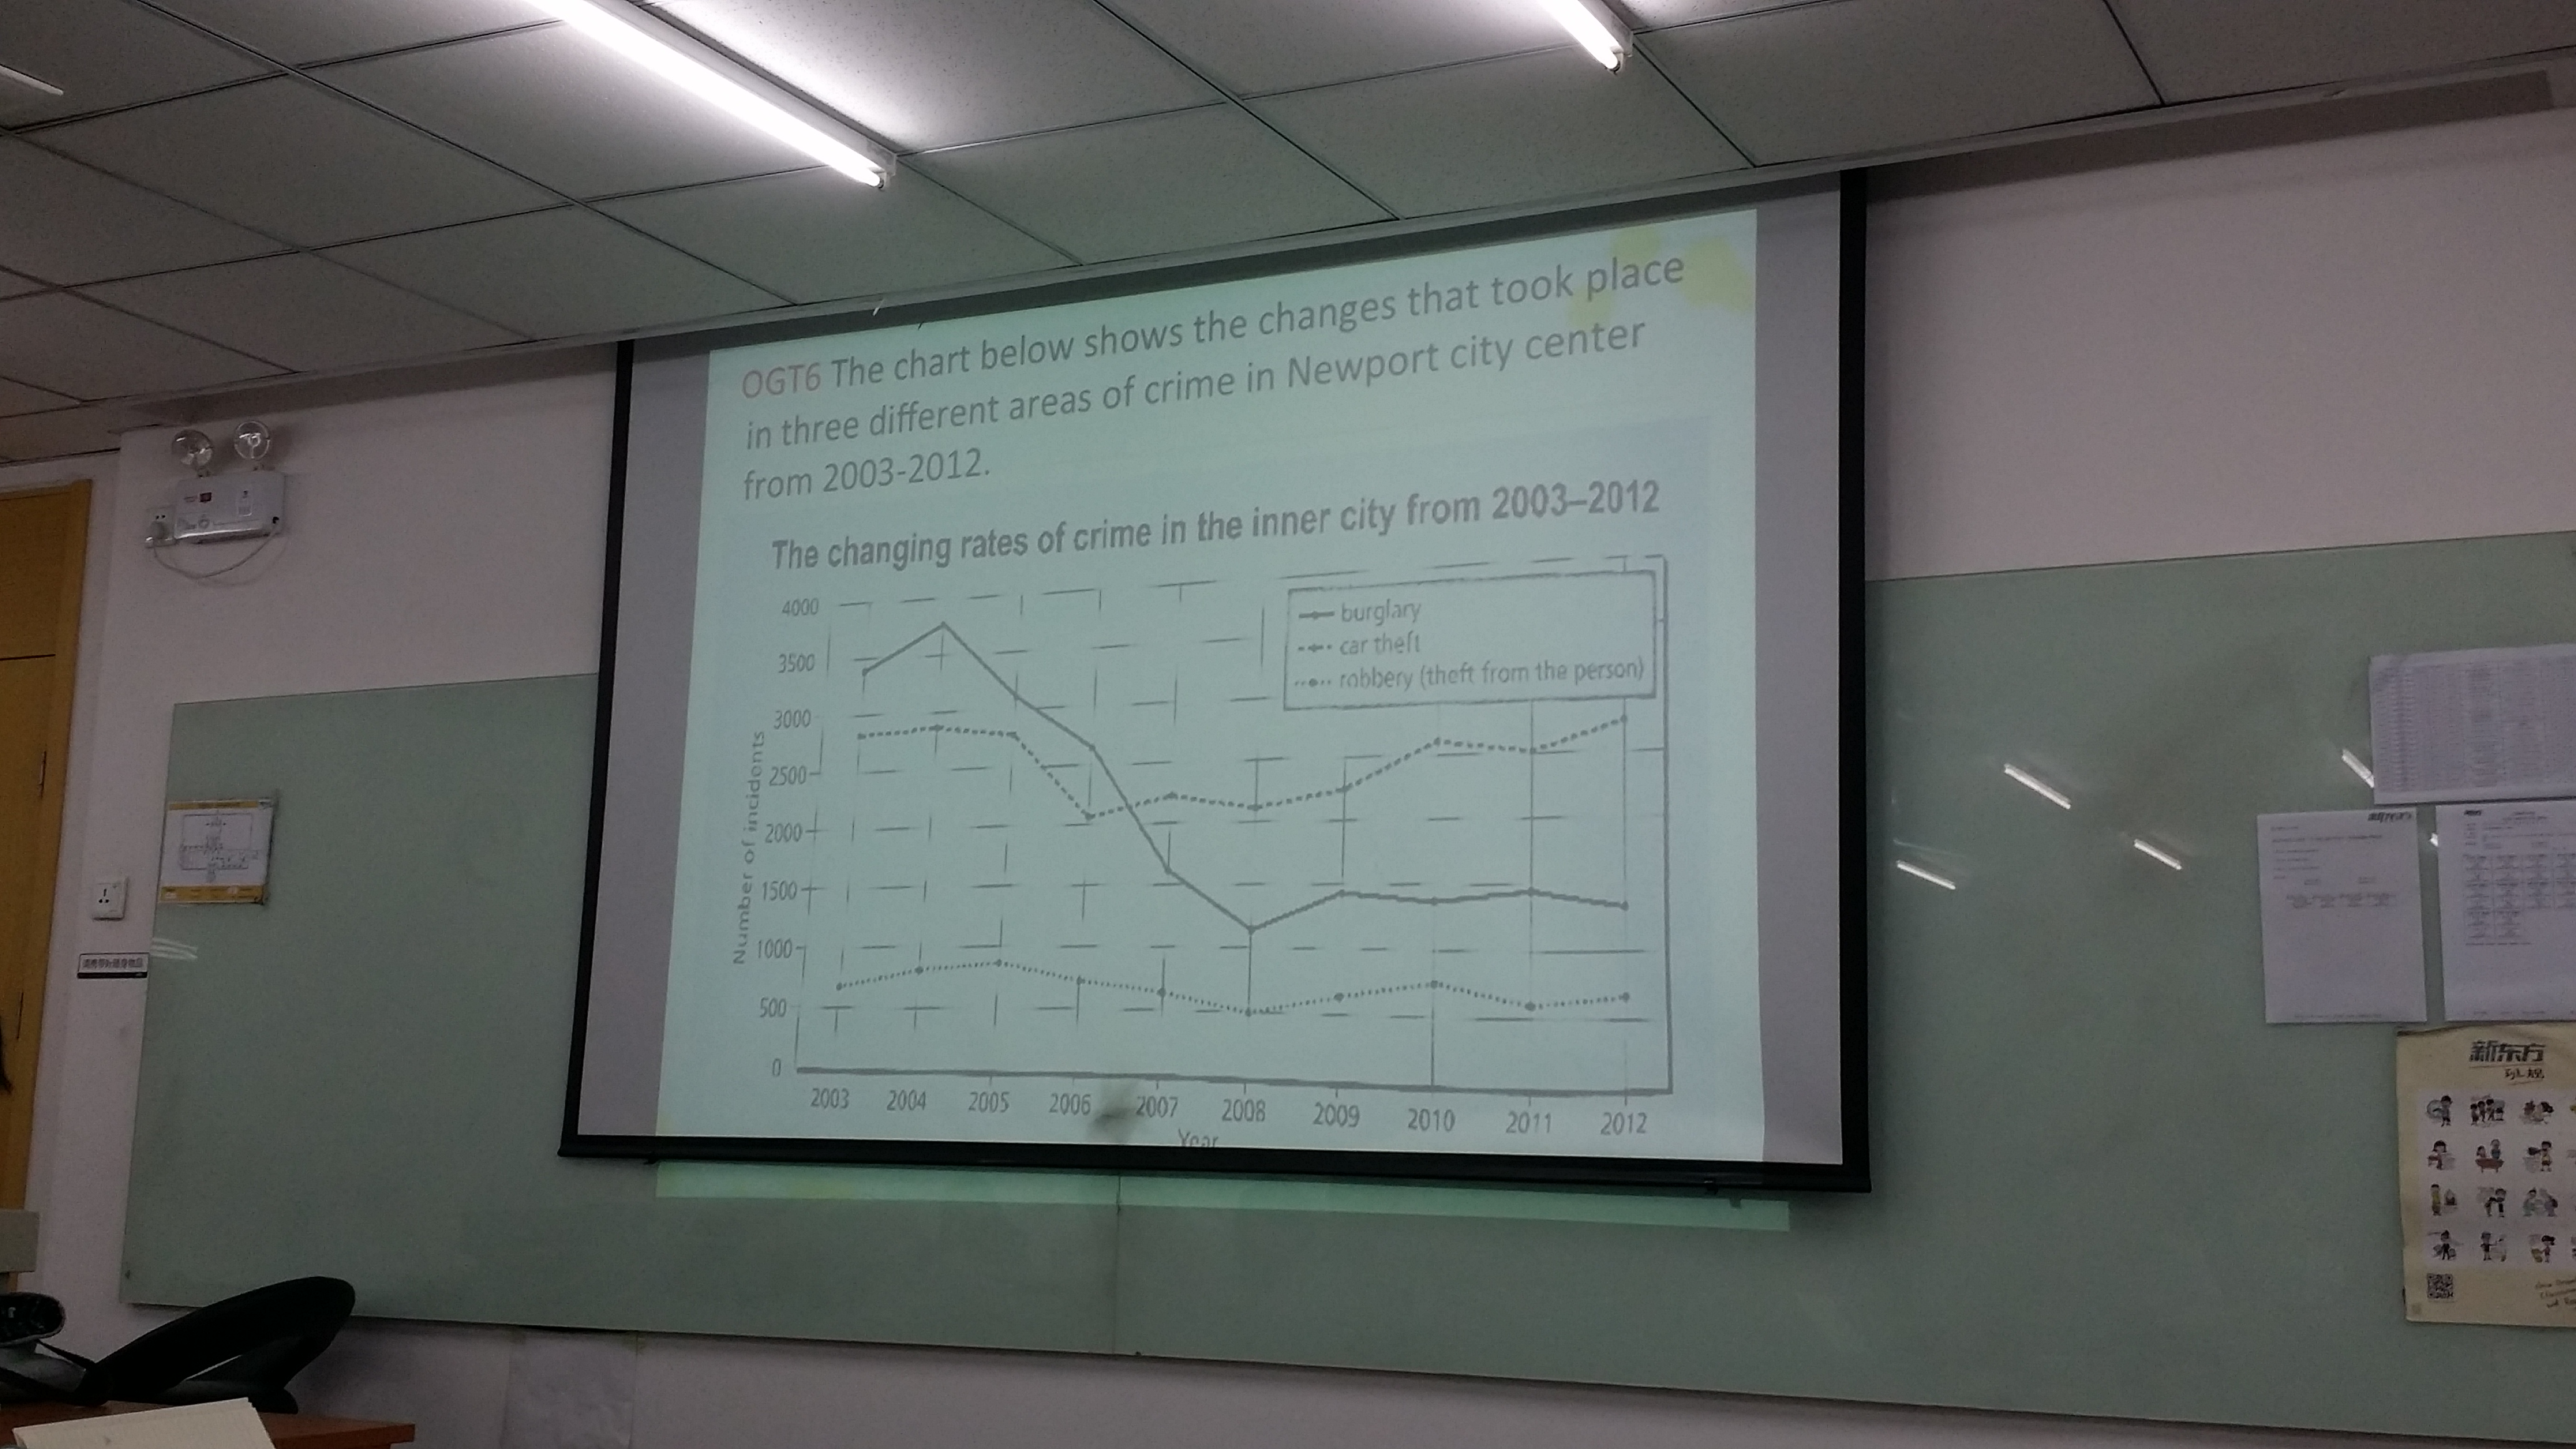 OGT6 The chart below shows the changes that took place
in three different areas of crime in Newport city center
from 2003-2012.
The changing rates of crime in the inner city from 2003–2012
burglary
car theft
robbery (theft from the person)
Number of incidents
4000
3500
3000
2500
2000
1500
1000
500
0
2003 2004 2005 2006 2007 2008 2009 2010 2011 2012
Year
新东方
新东方